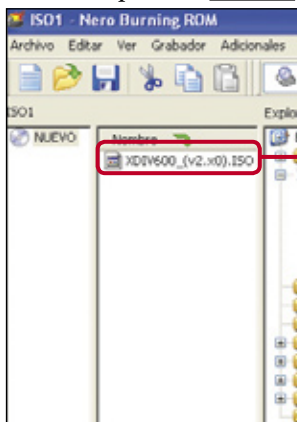 ISO1 - Nero Burning ROM
Archivo Editar Ver Grabador Adicionales
ISO1
Explo
NUEVO
Nombre
XDIV600_(v2.x0).ISO